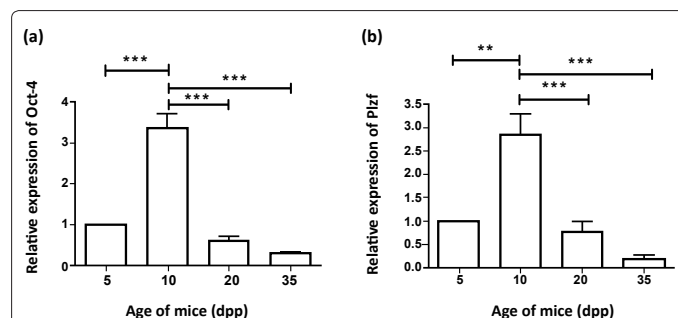 (a)
***
***
***
Relative expression of Oct-4
4
3
2
1
0
5 10 20 35
Age of mice (dpp)
(b)
**
***
***
Relative expression of Plzf
3.5
3.0
2.5
2.0
1.5
1.0
0.5
0.0
5 10 20 35
Age of mice (dpp)